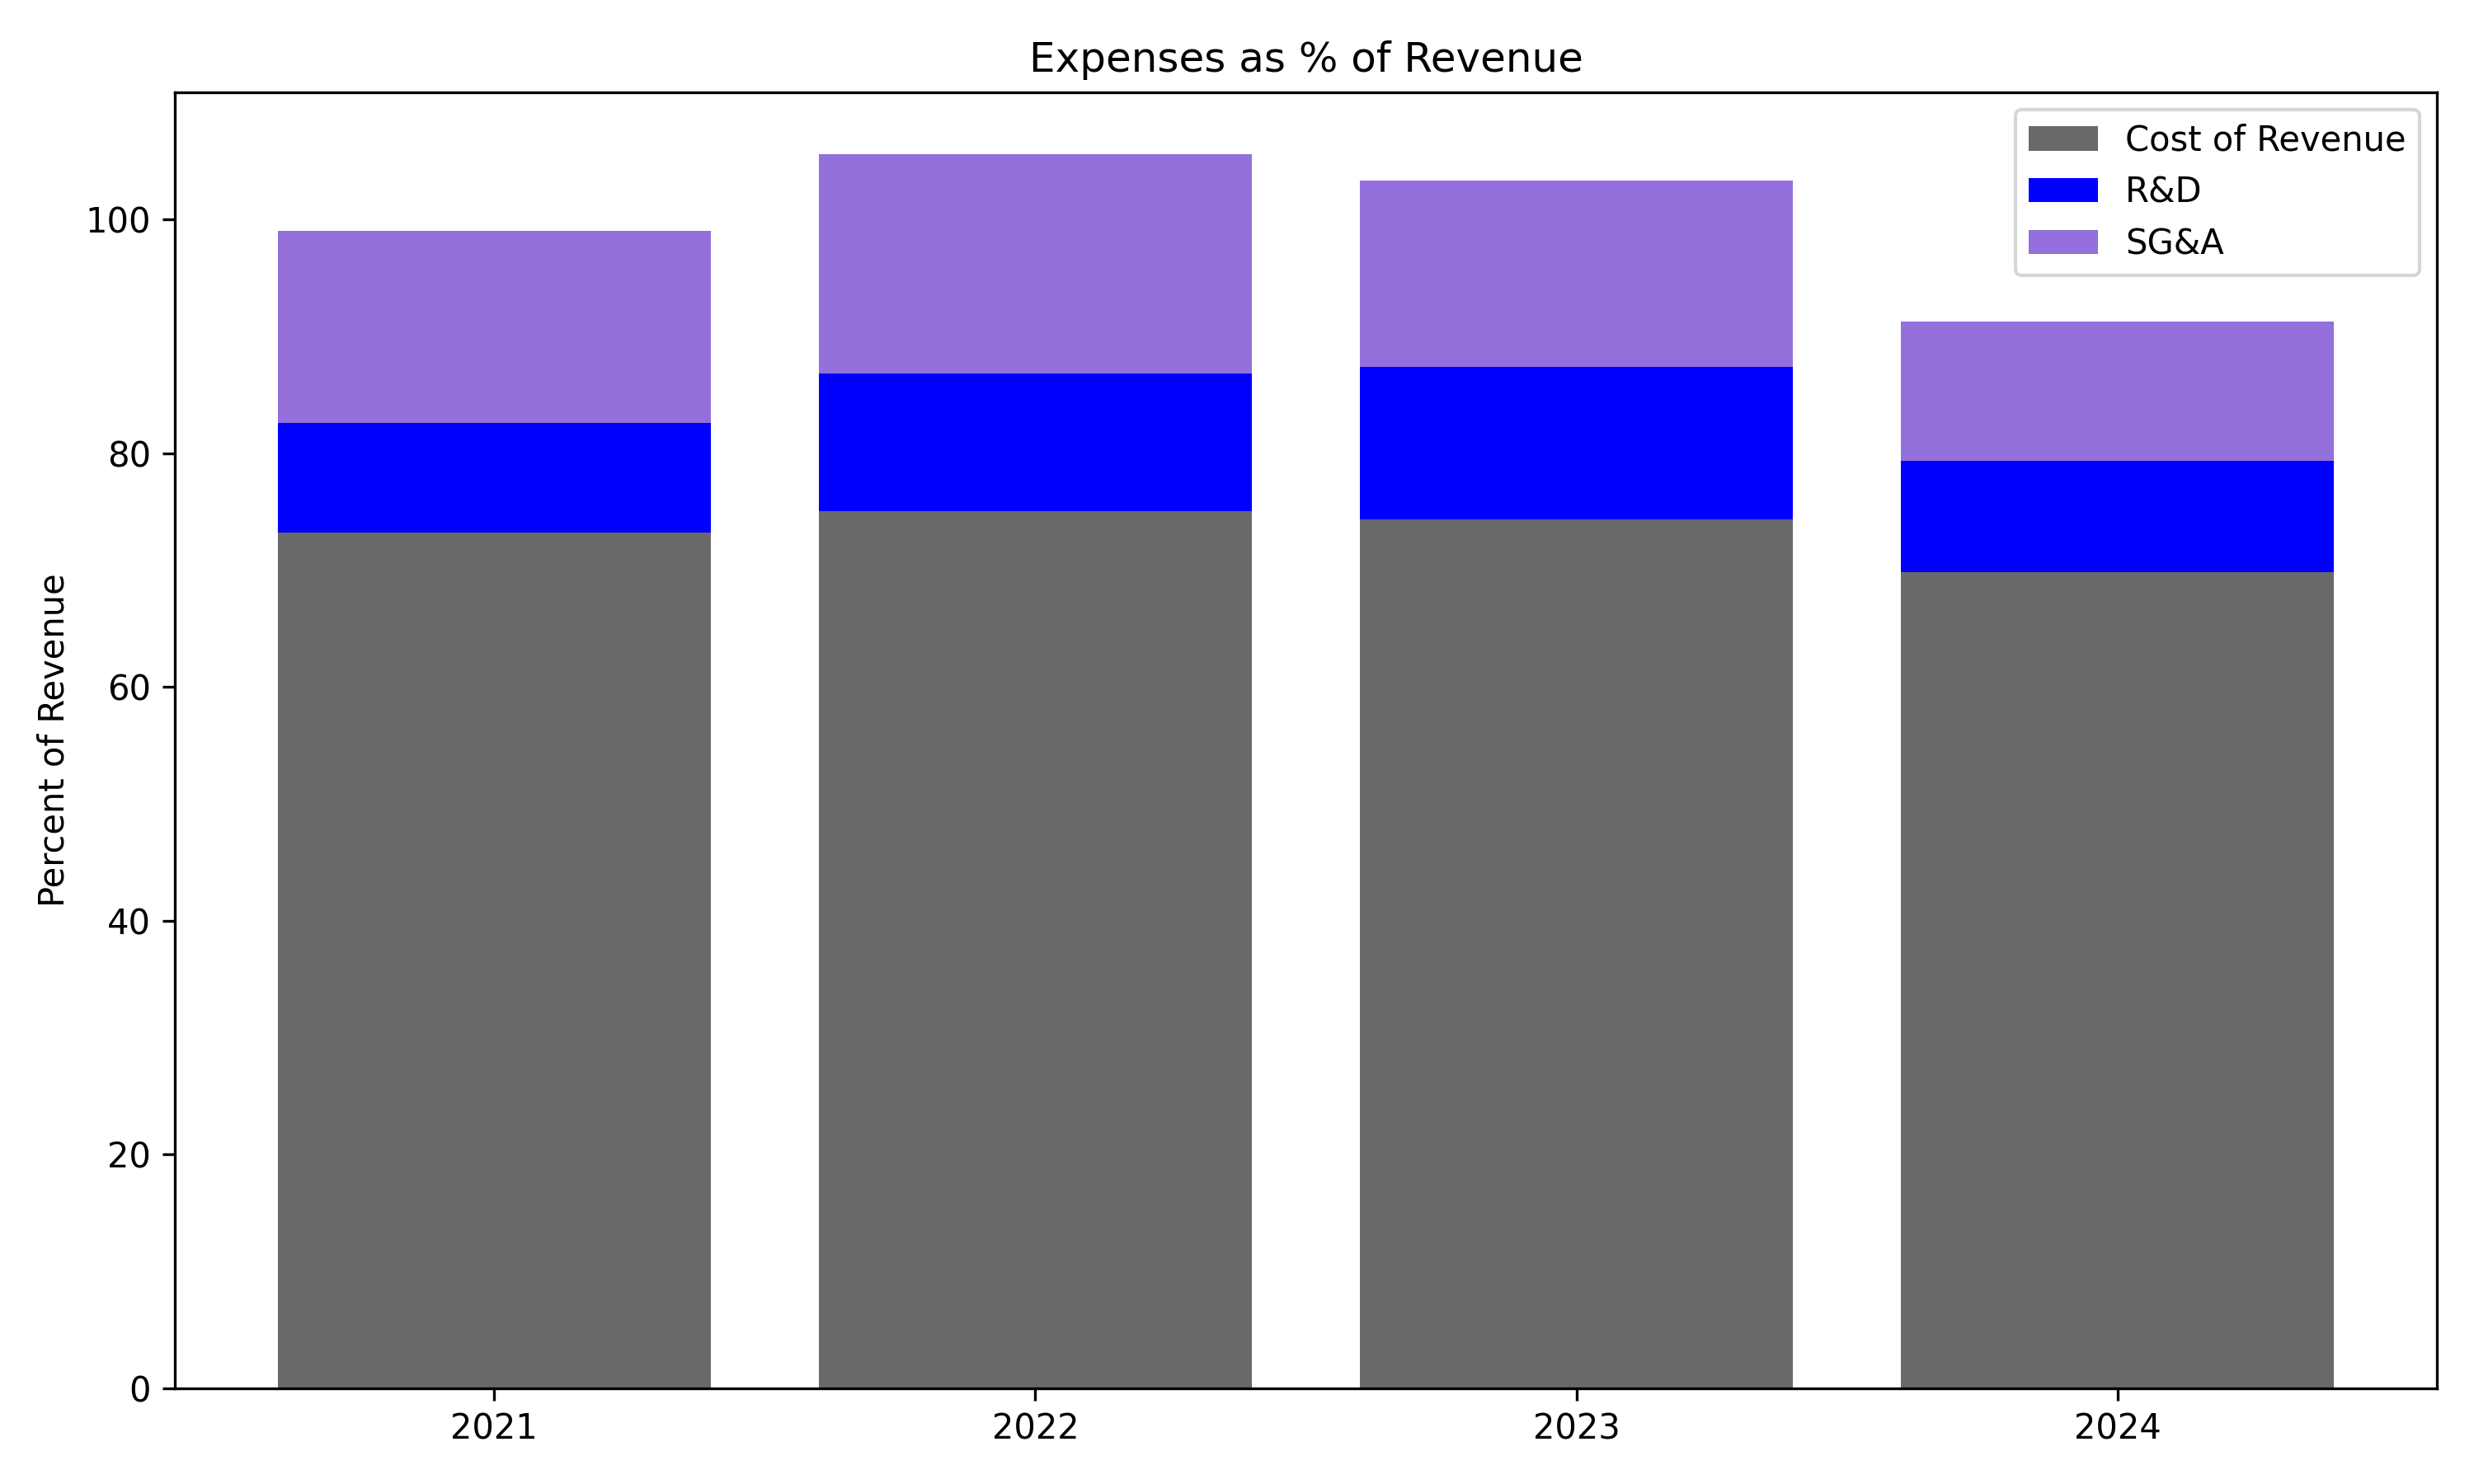 Expenses as % of Revenue
Cost of Revenue
R&D
SG&A
Percent of Revenue
100
80
60
40
20
0
2021
2022
2023
2024